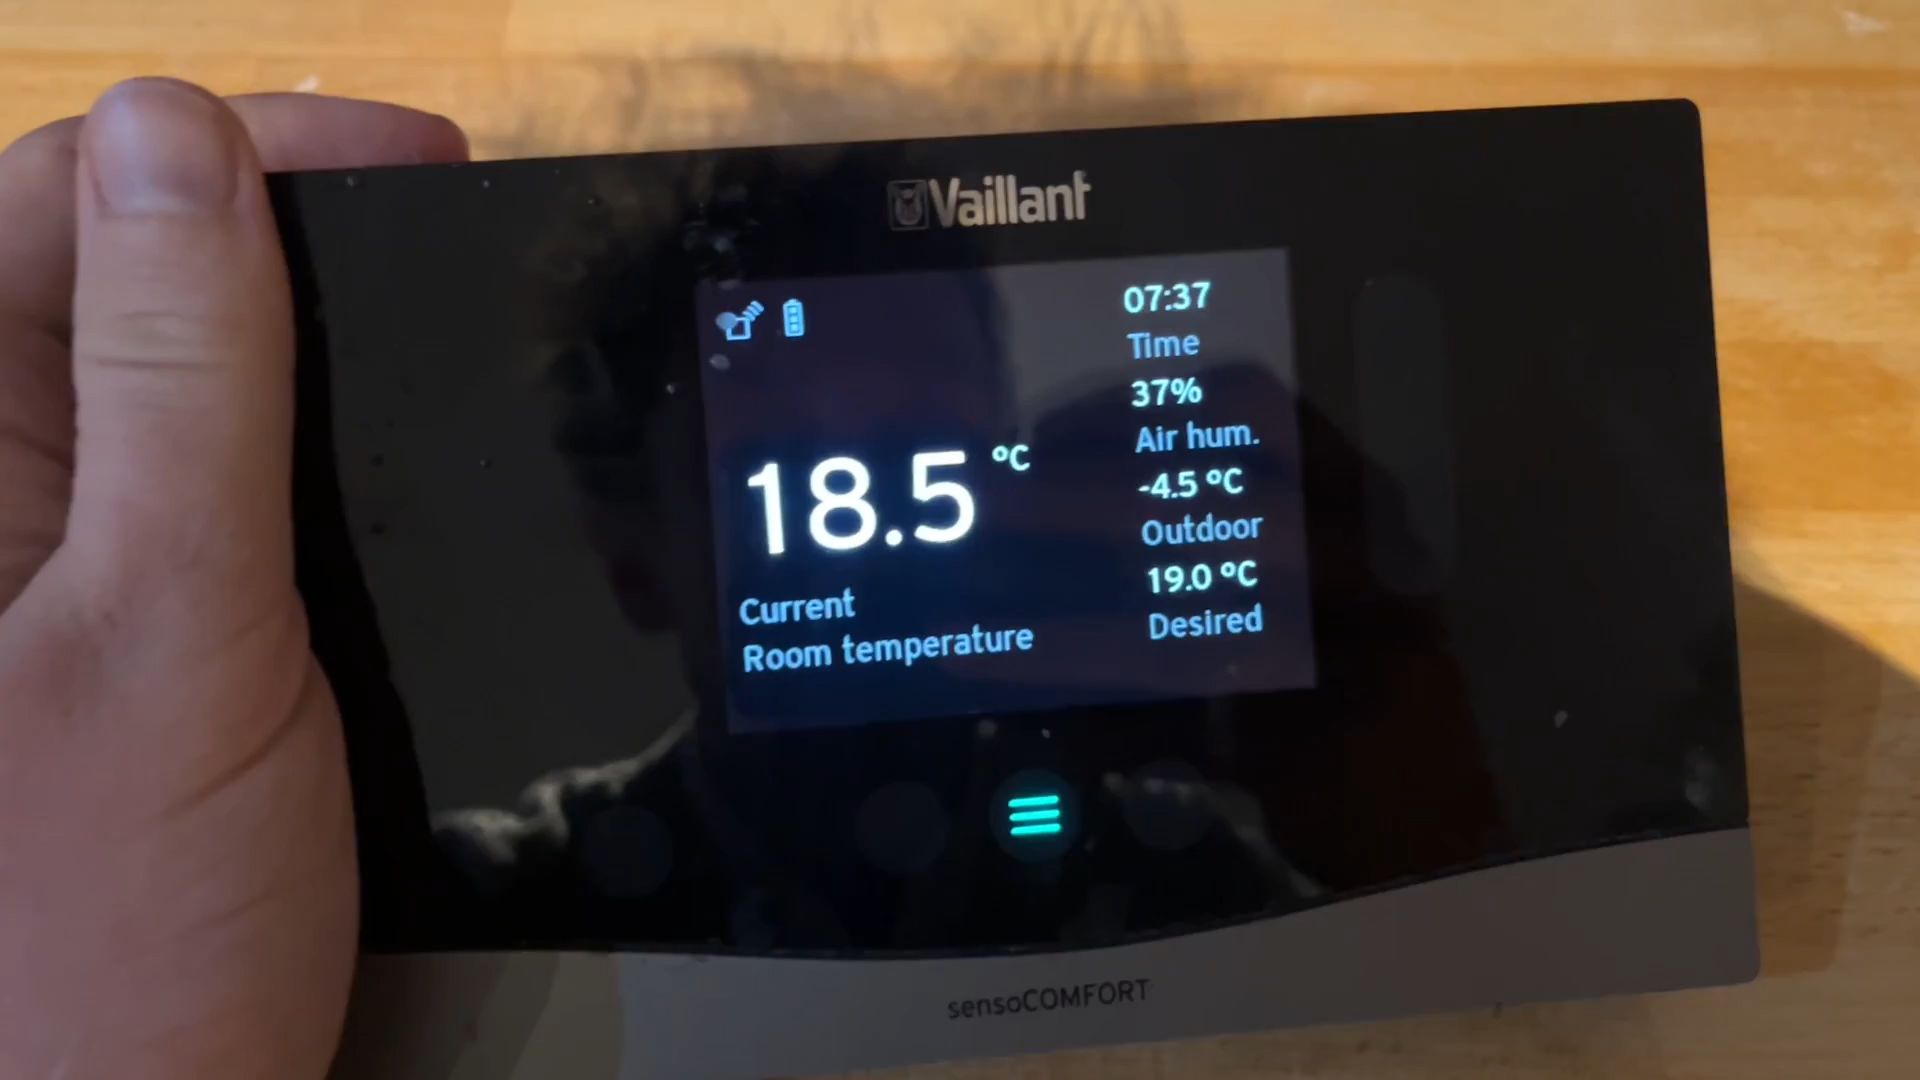 Vaillant
07:37
Time
37%
Air hum.
-4.5 °C
Outdoor
19.0 °C
Desired
18.5 °C
Current
Room temperature
sensoCOMFORT